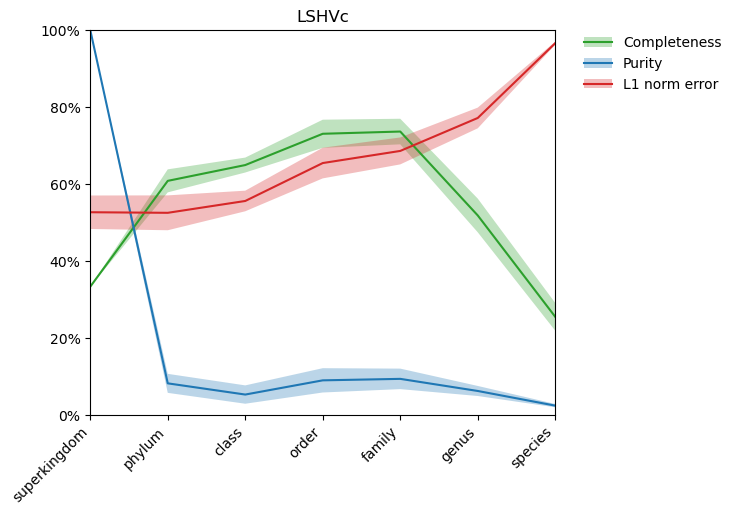 LSHVc
100%
80%
60%
40%
20%
0%
superkingdom
phylum
class
order
family
genus
species
Completeness
Purity
L1 norm error